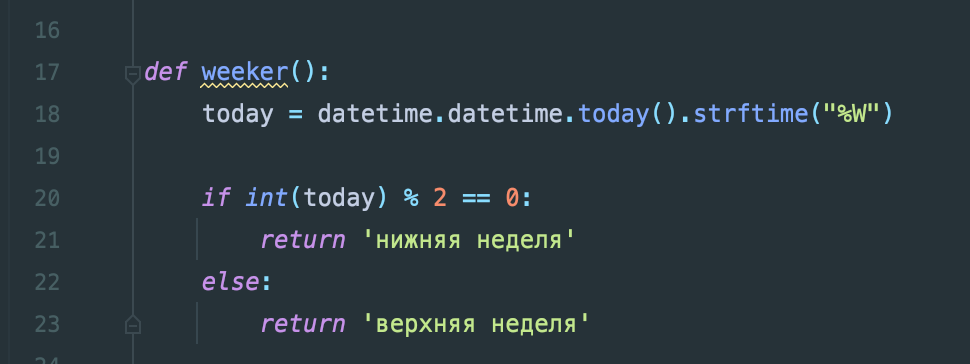 16
17 def weeker():
18 today = datetime.datetime.today().strftime("%W")
19
20 if int(today) % 2 == 0:
21 return 'нижняя неделя'
22 else:
23 return 'верхняя неделя'